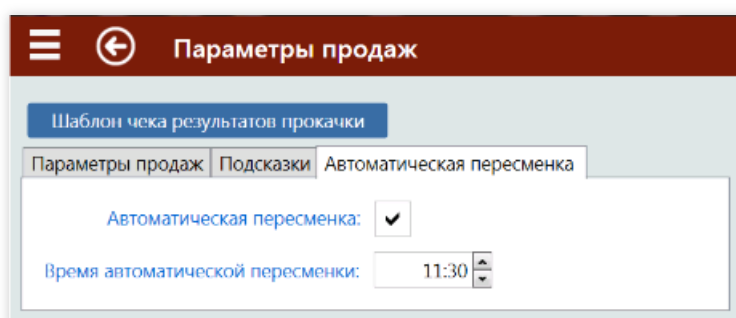 Параметры продаж
Шаблон чека результатов прокачки
Параметры продаж Подсказки Автоматическая пересменка
Автоматическая пересменка:
Время автоматической пересменки: 11:30